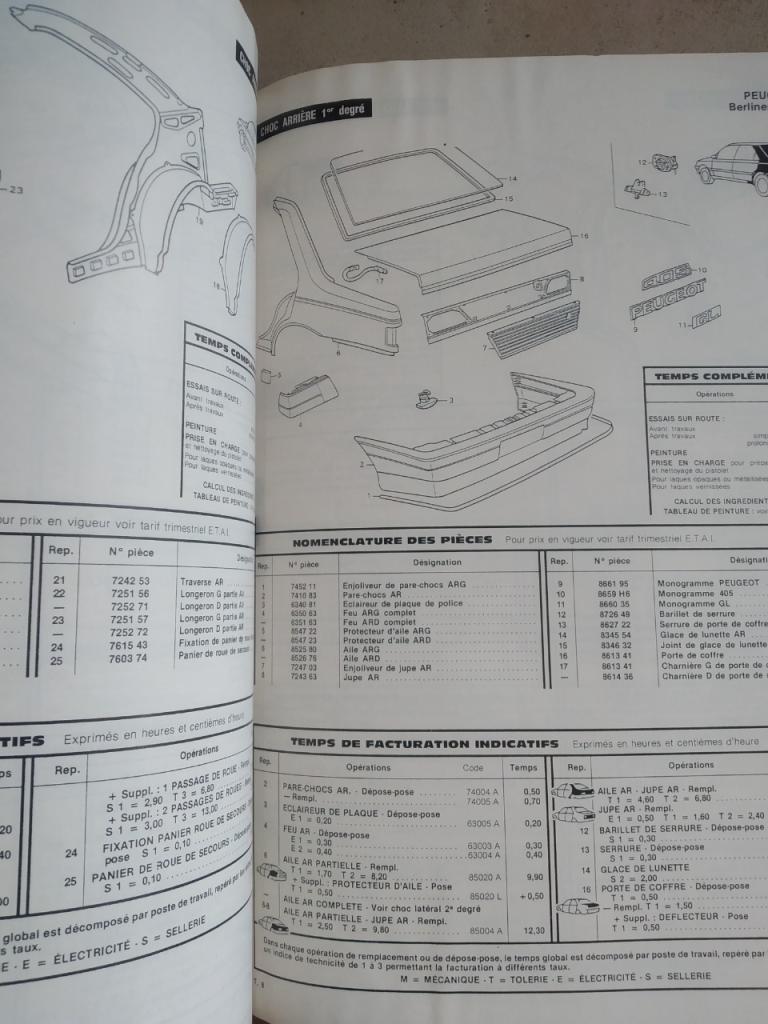 23
19
18
TEMPS COMPLÉ
Opérations
ESSAIS SUR ROUTE :
Avant travaux
Après travaux
PEINTURE
PRISE EN CHARGE pour
et nettoyage du pistolet
Pour laques opaques ou
Pour laques vernissées
CALCUL DES INGRÉDIE
TABLEAU DE PEINTURE
our prix en vigueur voir tarif trimestriel E.T.A.I.
Rep. N° pièce
21 7242 53 Traverse AR
22 7251 56 Longeron G partie AR
— 7252 71 Longeron D partie AR
23 7251 57 Longeron G partie AR
— 7252 72 Longeron D partie AR
24 7615 43 Fixation de panier de roue
25 7603 74 Panier de roue de secours
TIFS Exprimés en heures et centièmes d'heure
Rep. Opérations
+ Suppl. : 1 PASSAGE DE ROUE - Rempl.
S 1 = 2,90 T 3 = 6,80
+ Suppl. : 2 PASSAGES DE ROUES - Rempl.
S 1 = 3,00 T 3 = 13,00
24 FIXATION PANIER ROUE DE SECOURS
pose S 1 = 0,10
25 PANIER DE ROUE DE SECOURS -
S 1 = 0,10
global est décomposé par poste de travail, repéré par
s taux.
E - E = ÉLECTRICITÉ - S = SELLERIE
CHOC ARRIÈRE 1er degré
PEU
Berline
14
15
16
17
12
13
10
405
PEUGEOT
9
11
GL
8
7
6
5
4
3
2
1
TEMPS COMPLÉM
Opérations
ESSAIS SUR ROUTE :
Avant travaux
Après travaux
PEINTURE
PRISE EN CHARGE pour
et nettoyage du pistolet
Pour laques opaques ou métallisées
Pour laques vernissées
CALCUL DES INGRÉDIENT
TABLEAU DE PEINTURE : voi
NOMENCLATURE DES PIÈCES Pour prix en vigueur voir tarif trimestriel E.T.A.I.
Rep. N° pièce Désignation
1 7452 11 Enjoliveur de pare-chocs ARG
2 7410 83 Pare-chocs AR
3 6340 81 Eclaireur de plaque de police
4 6350 63 Feu ARG complet
— 6351 63 Feu ARD complet
5 8547 22 Protecteur d'aile ARG
— 8547 23 Protecteur d'aile ARD
6 8525 80 Aile ARG
— 8526 76 Aile ARD
7 7247 03 Enjoliveur de jupe AR
8 7243 63 Jupe AR
Rep. N° pièce Désignati
9 8661 95 Monogramme PEUGEOT
10 8659 H6 Monogramme 405
11 8660 35 Monogramme GL
12 8726 49 Barillet de serrure
13 8627 22 Serrure de porte de coffre
14 8345 54 Glace de lunette AR
15 8346 32 Joint de glace de lunette
16 8613 41 Porte de coffre
17 8613 41 Charnière G de porte de
— 8614 36 Charnière D de porte de
TEMPS DE FACTURATION INDICATIFS Exprimés en heures et centièmes d'heure
Rep. Opérations Code Temps
2 PARE-CHOCS AR. - Dépose-pose 74004 A 0,50
— Rempl. 74005 A 0,70
3 ECLAIREUR DE PLAQUE - Dépose-pose
E 1 = 0,20 63005 A 0,20
4 FEU AR - Dépose-pose
E 1 = 0,30 63003 A 0,30
E 2 = 0,40 63004 A 0,40
6 AILE AR PARTIELLE - Rempl.
T 1 = 1,70 T 2 = 8,20 85020 A 9,90
+ Suppl. : PROTECTEUR D'AILE - Pose
T 1 = 0,50 85020 L + 0,50
— AILE AR COMPLETE - Voir choc latéral 2e degré
6-8 AILE AR PARTIELLE - JUPE AR - Rempl.
T 1 = 2,50 T 2 = 9,80 85004 A 12,30
Rep. Opérations
AILE AR - JUPE AR - Rempl.
T 1 = 4,60 T 2 = 6,80
JUPE AR - Rempl.
E 1 = 0,50 T 1 = 1,60 T 2 = 2,40
12 BARILLET DE SERRURE - Dépose-pose
S 1 = 0,30
13 SERRURE - Dépose-pose
S 1 = 0,30
14 GLACE DE LUNETTE
S 2 = 2,00
16 PORTE DE COFFRE - Dépose-pose
T 1 = 0,50
— Rempl. T 1 = 1,50
+ Suppl. : DEFLECTEUR - Pose
T 1 = 0,50
Dans chaque opération de remplacement ou de dépose-pose, le temps global est décomposé par poste de travail, repéré par
un indice de technicité de 1 à 3 permettant la facturation à différents taux.
M = MÉCANIQUE - T = TOLERIE - E = ÉLECTRICITÉ - S = SELLERIE